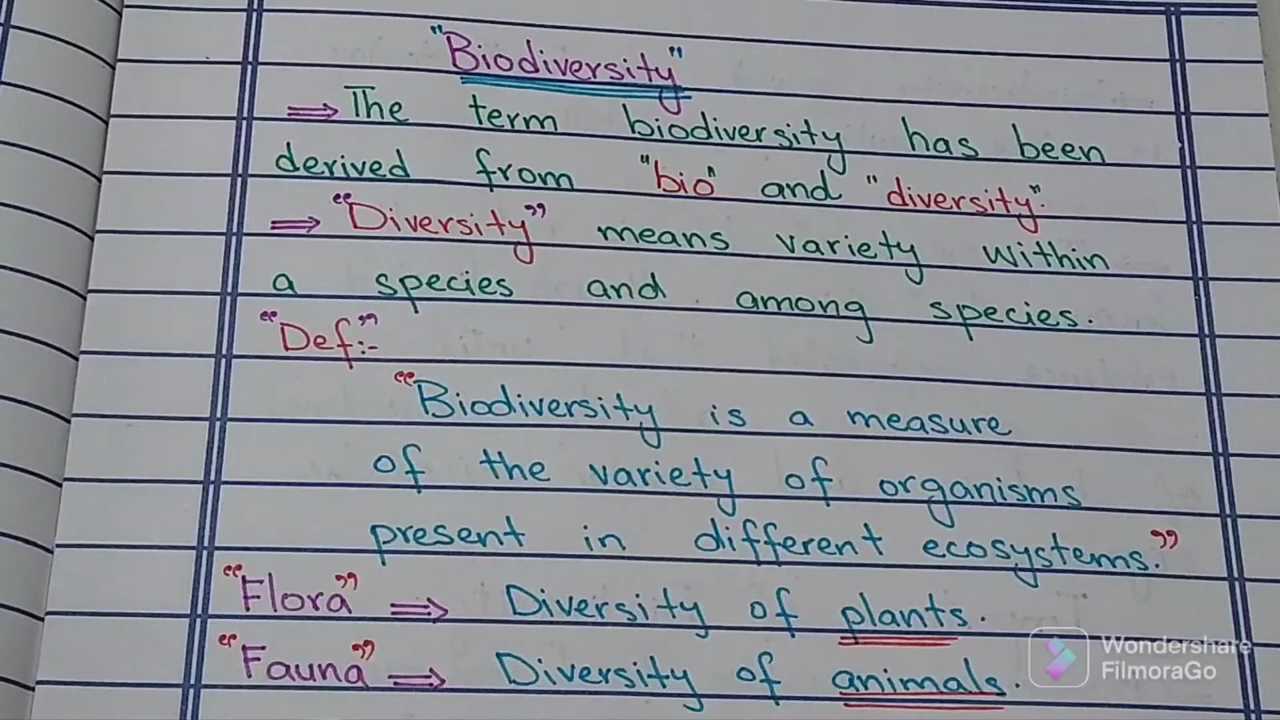 "Biodiversity"
⇒ The term biodiversity has been
derived from "bio" and "diversity".
⇒ "Diversity" means variety within
a species and among species.
"Def":-
"Biodiversity is a measure
of the variety of organisms
present in different ecosystems."
"Flora" ⇒ Diversity of plants.
"Fauna" ⇒ Diversity of animals.
Wondershare
FilmoraGo